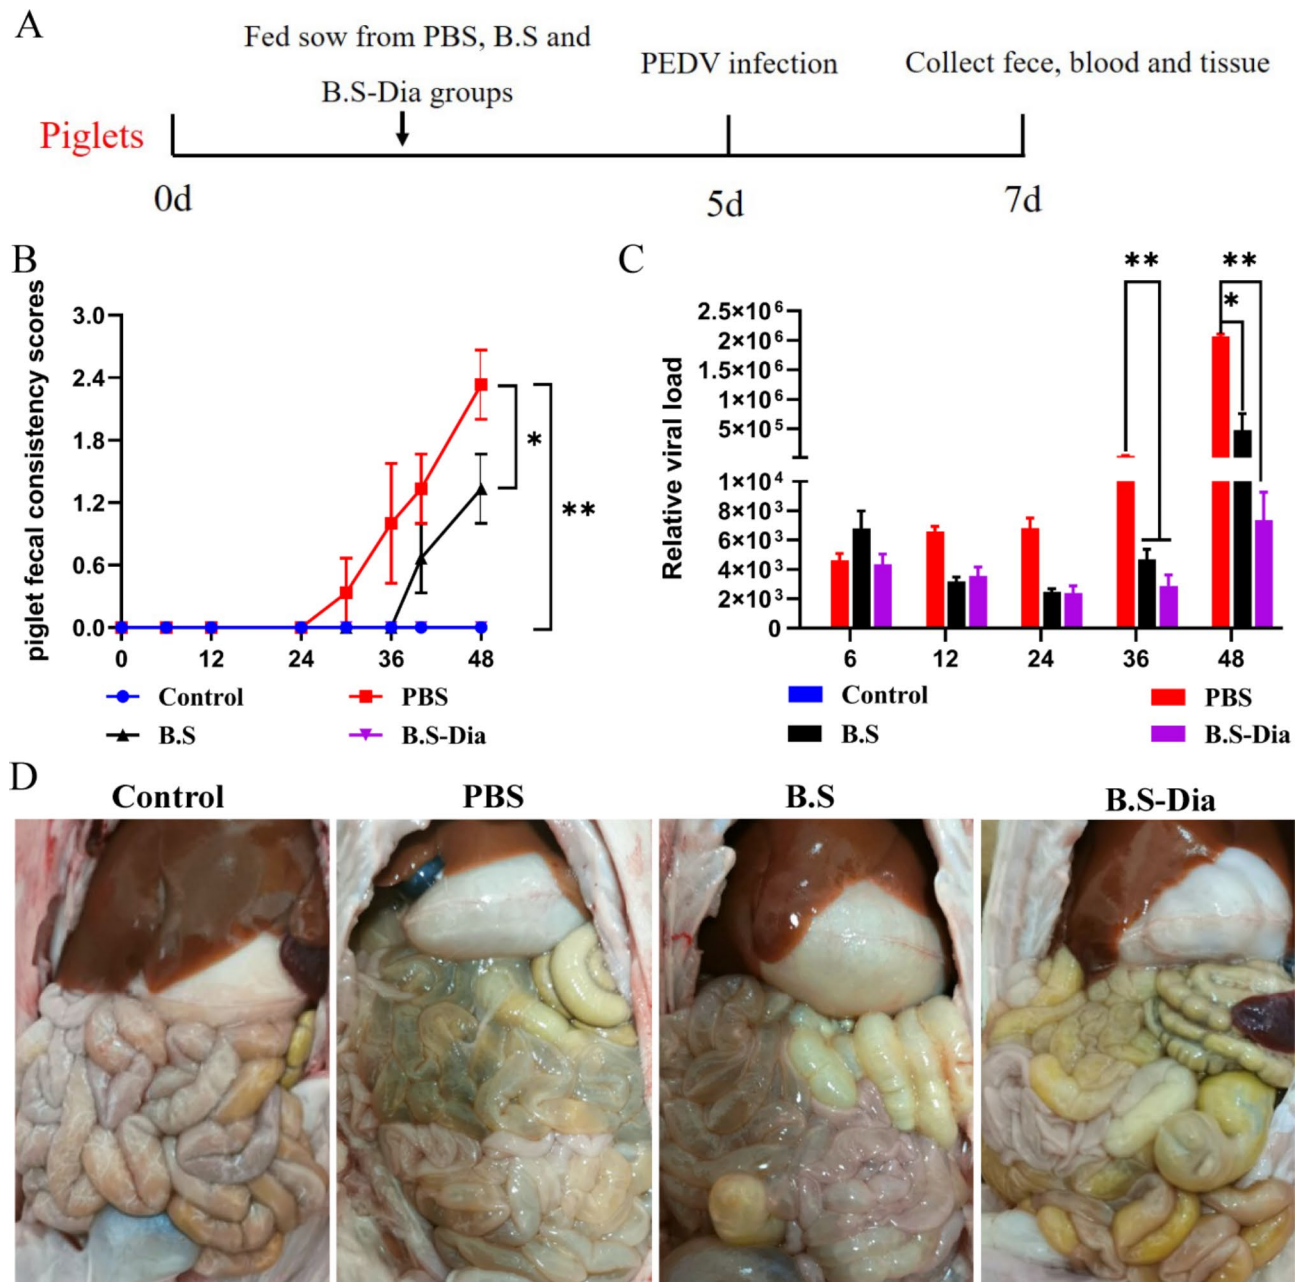 A
Fed sow from PBS, B.S and
B.S-Dia groups
PEDV infection
Collect fece, blood and tissue
Piglets
0d
5d
7d
B
piglet fecal consistency scores
3.0
2.4
1.8
1.2
0.6
0.0
0 12 24 36 48
*
**
Control
PBS
B.S
B.S-Dia
C
Relative viral load
2.5×10⁶
2×10⁶
1.5×10⁶
1×10⁶
5×10⁵
1×10⁴
8×10³
6×10³
4×10³
2×10³
0
6 12 24 36 48
**
**
*
Control
PBS
B.S
B.S-Dia
D
Control
PBS
B.S
B.S-Dia